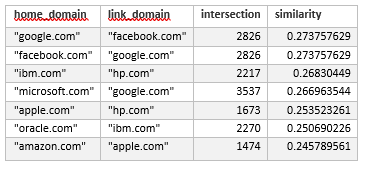 home_domain link_domain intersection similarity
"google.com" "facebook.com" 2826 0.273757629
"facebook.com" "google.com" 2826 0.273757629
"ibm.com" "hp.com" 2217 0.26830449
"microsoft.com" "google.com" 3537 0.266963544
"apple.com" "hp.com" 1673 0.253523261
"oracle.com" "ibm.com" 2270 0.250690226
"amazon.com" "apple.com" 1474 0.245789561